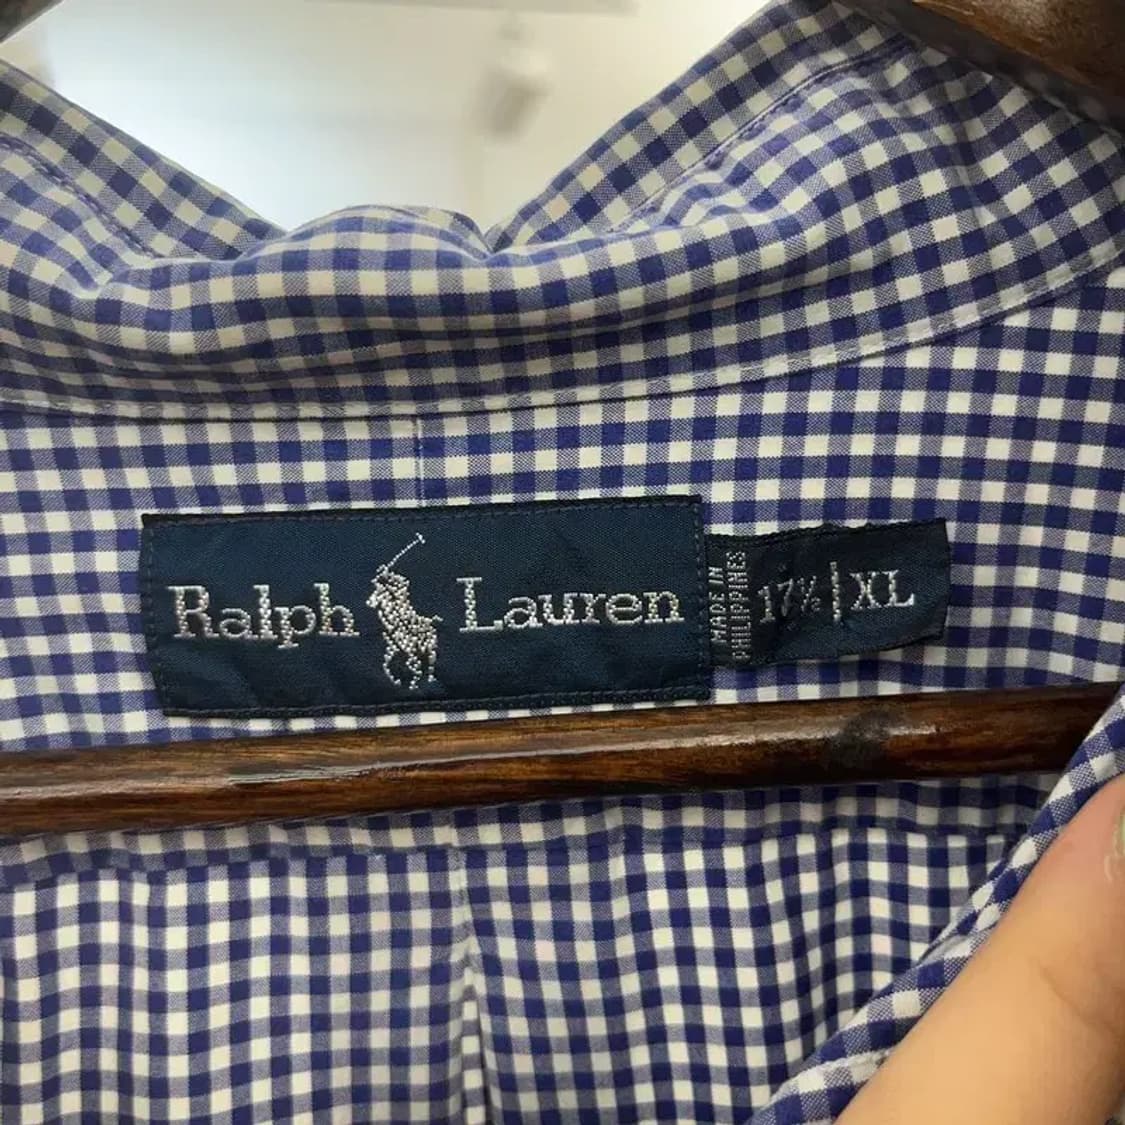 Ralph Lauren
MADE IN
PHILIPPINES
17½ | XL